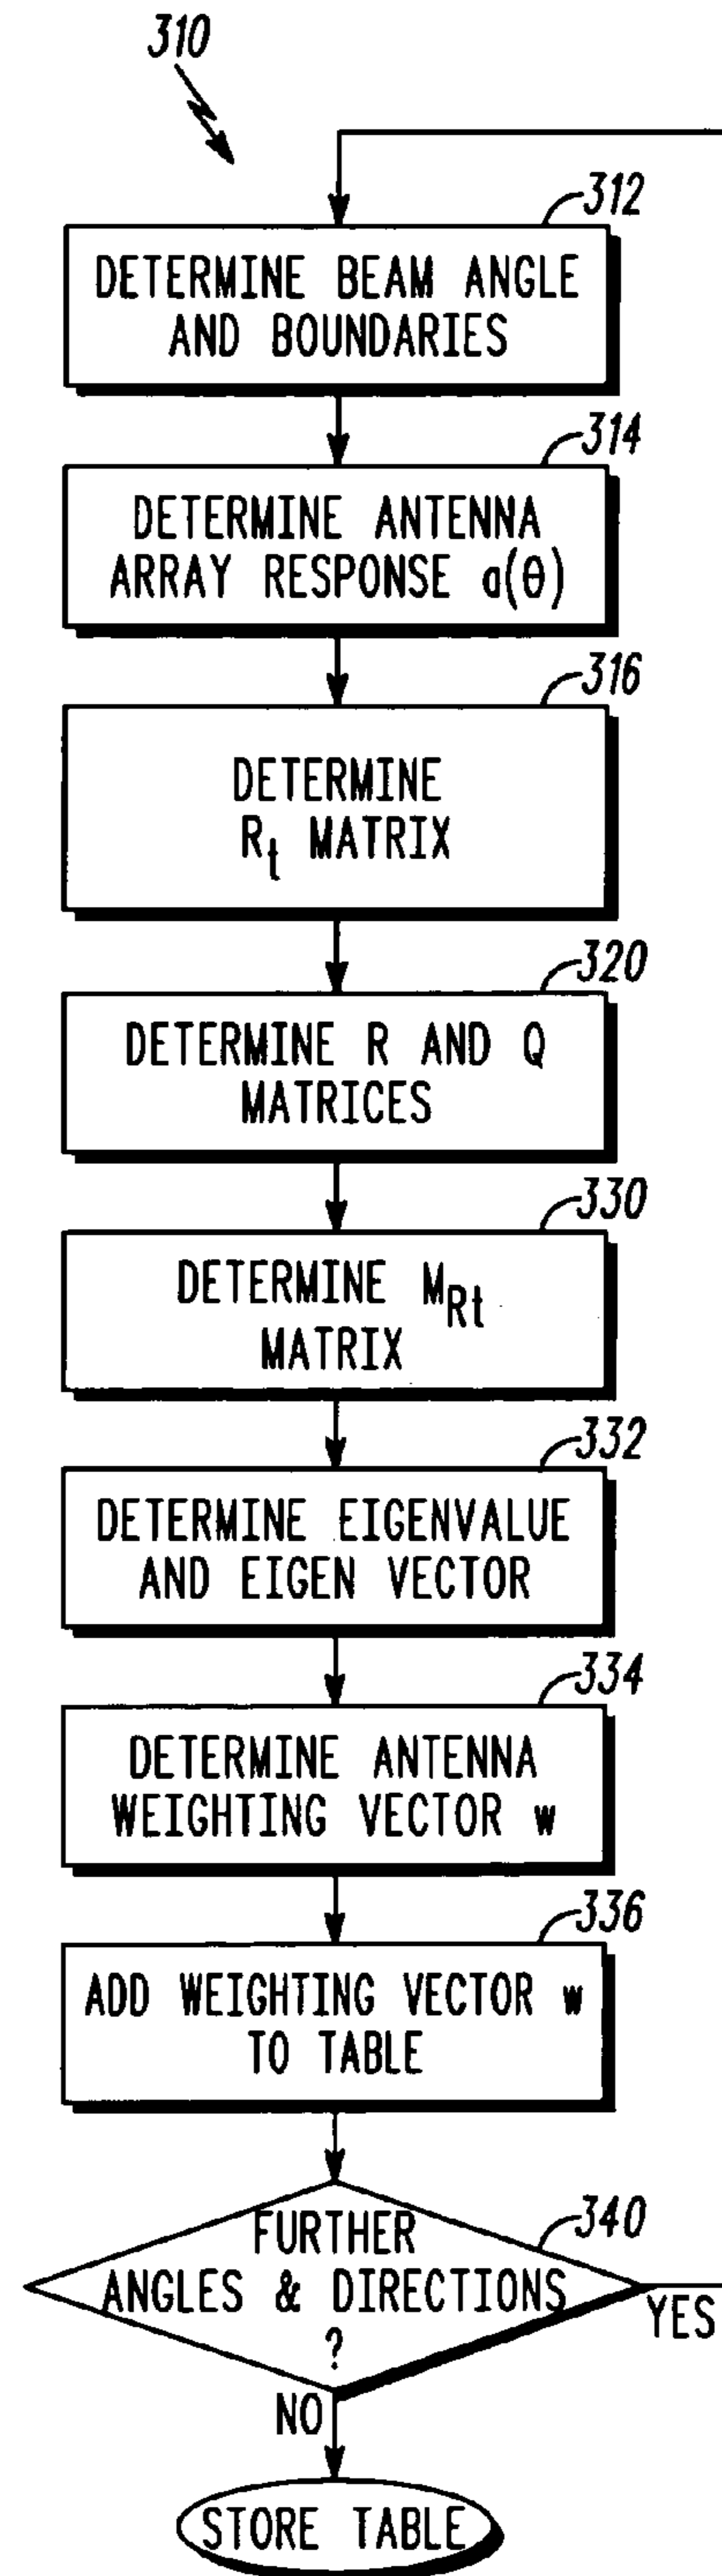 310
312
DETERMINE BEAM ANGLE
AND BOUNDARIES
314
DETERMINE ANTENNA
ARRAY RESPONSE a(θ)
316
DETERMINE
Rt MATRIX
320
DETERMINE R AND Q
MATRICES
330
DETERMINE MRt
MATRIX
332
DETERMINE EIGENVALUE
AND EIGEN VECTOR
334
DETERMINE ANTENNA
WEIGHTING VECTOR w
336
ADD WEIGHTING VECTOR w
TO TABLE
340
FURTHER
ANGLES & DIRECTIONS
?
YES
NO
STORE TABLE